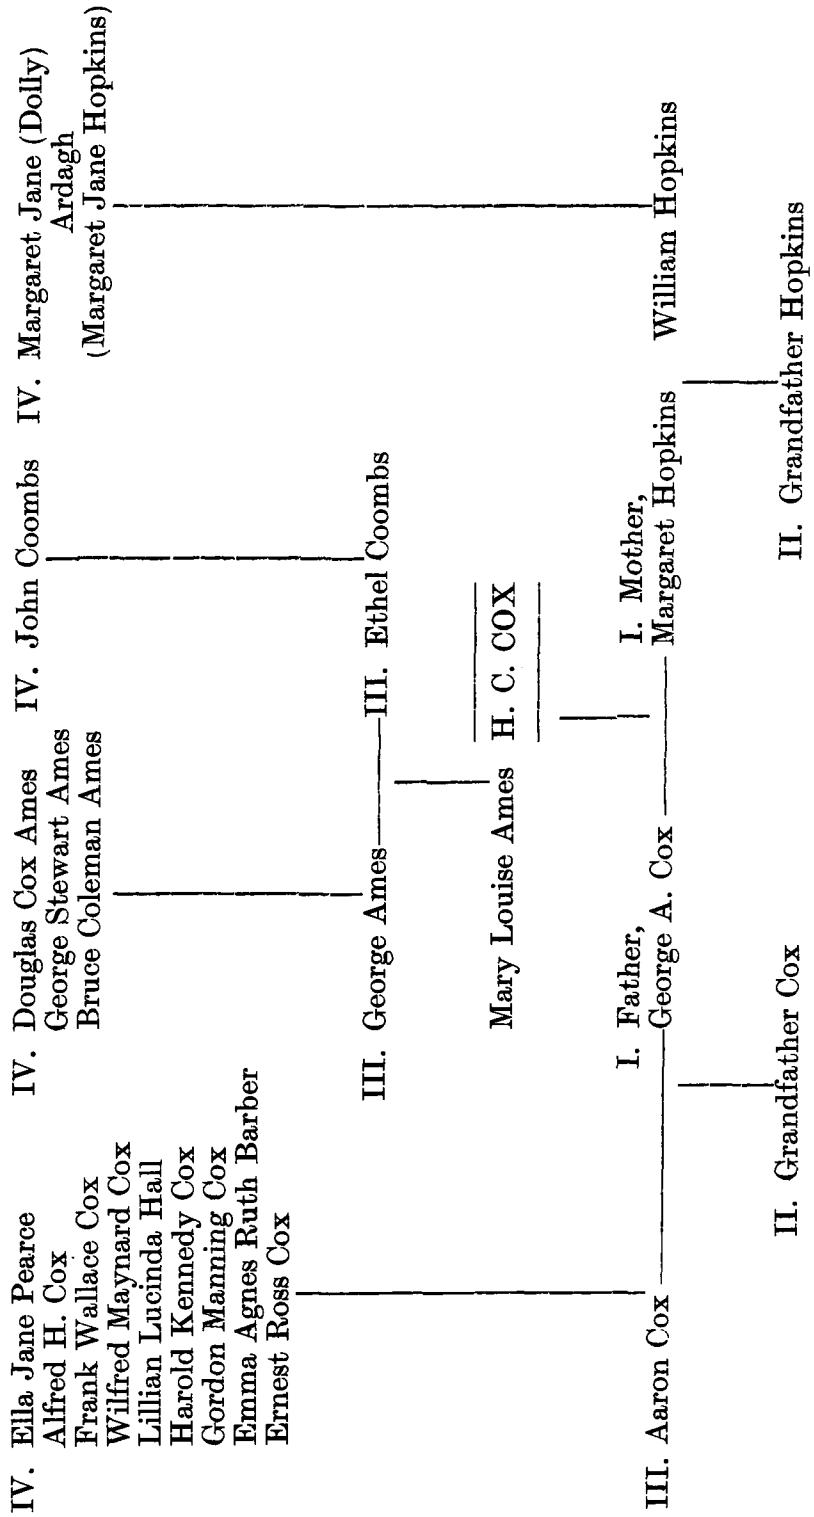 IV. Ella Jane Pearce
Alfred H. Cox
Frank Wallace Cox
Wilfred Maynard Cox
Lillian Lucinda Hall
Harold Kennedy Cox
Gordon Manning Cox
Emma Agnes Ruth Barber
Ernest Ross Cox
IV. Douglas Cox Ames
George Stewart Ames
Bruce Coleman Ames
IV. John Coombs
IV. Margaret Jane (Dolly)
Ardagh
(Margaret Jane Hopkins)
III. George Ames
III. Ethel Coombs
Mary Louise Ames
H. C. COX
III. Aaron Cox
I. Father,
George A. Cox
I. Mother,
Margaret Hopkins
William Hopkins
II. Grandfather Cox
II. Grandfather Hopkins